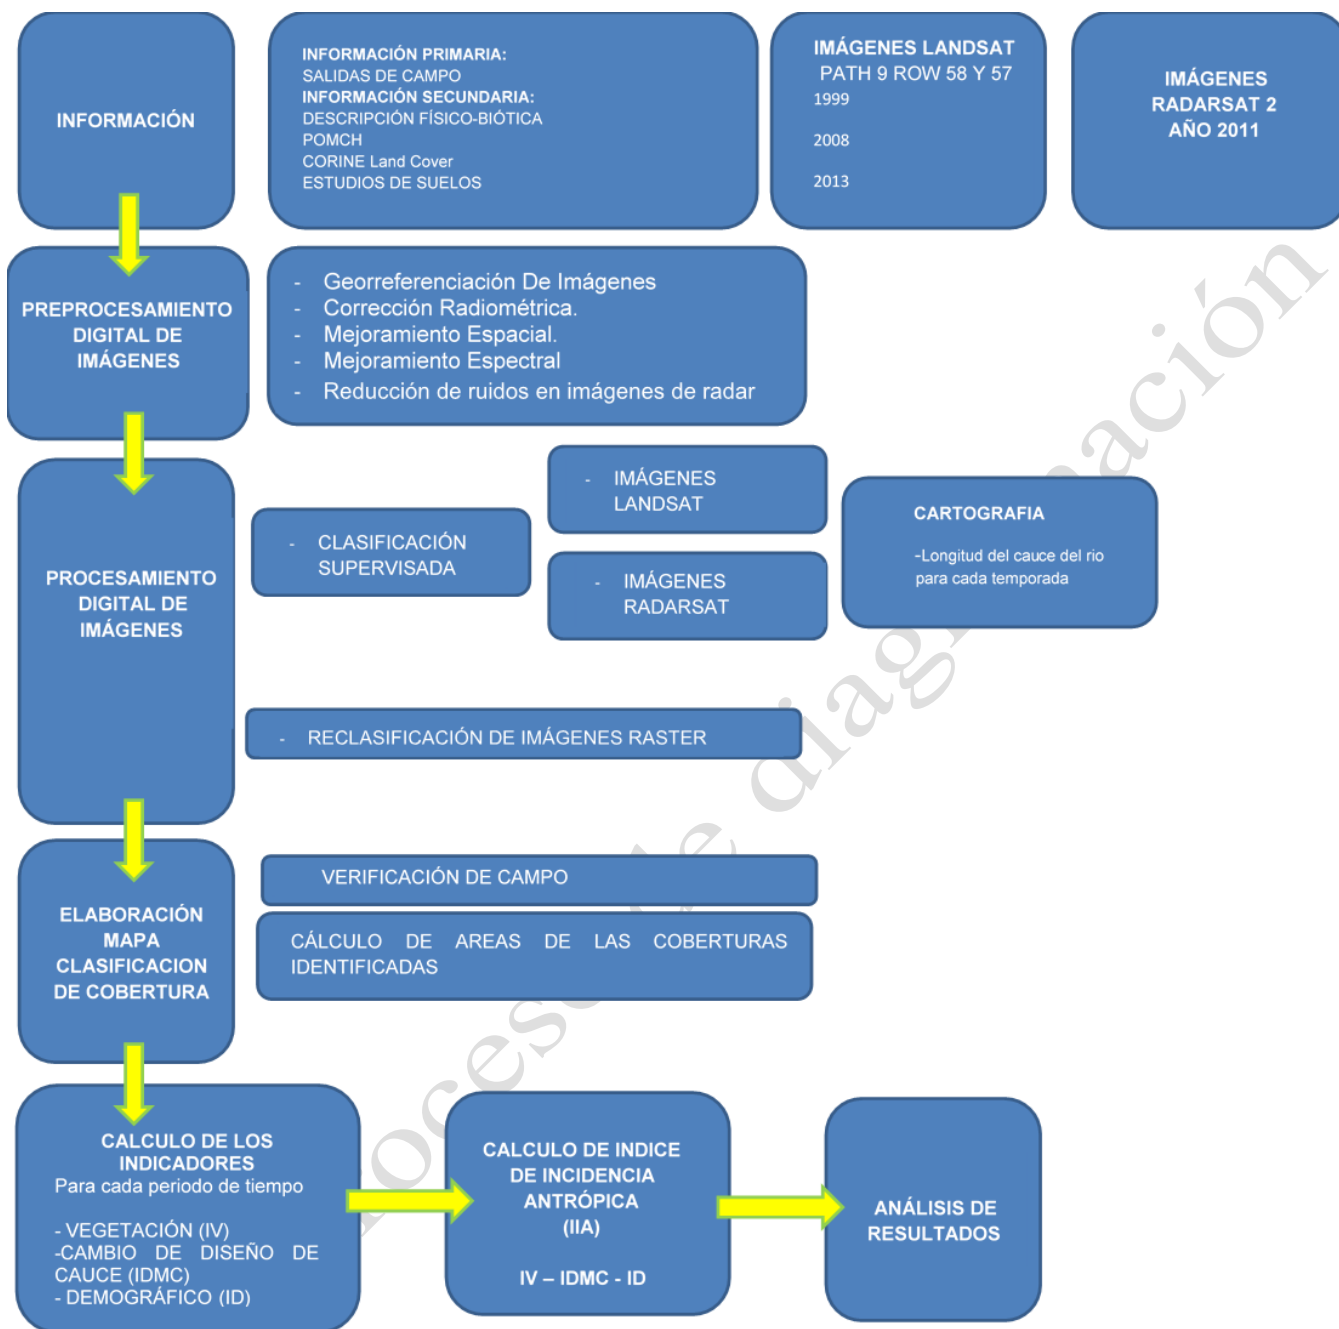 INFORMACIÓN
INFORMACIÓN PRIMARIA:
SALIDAS DE CAMPO
INFORMACIÓN SECUNDARIA:
DESCRIPCIÓN FÍSICO-BIÓTICA
POMCH
CORINE Land Cover
ESTUDIOS DE SUELOS
IMÁGENES LANDSAT
PATH 9 ROW 58 Y 57
1999
2008
2013
IMÁGENES
RADARSAT 2
AÑO 2011
PREPROCESAMIENTO
DIGITAL DE
IMÁGENES
- Georreferenciación De Imágenes
- Corrección Radiométrica.
- Mejoramiento Espacial.
- Mejoramiento Espectral
- Reducción de ruidos en imágenes de radar
PROCESAMIENTO
DIGITAL DE
IMÁGENES
- CLASIFICACIÓN
SUPERVISADA
- IMÁGENES
LANDSAT
- IMÁGENES
RADARSAT
CARTOGRAFIA
-Longitud del cauce del rio
para cada temporada
- RECLASIFICACIÓN DE IMÁGENES RASTER
ELABORACIÓN
MAPA
CLASIFICACION
DE COBERTURA
VERIFICACIÓN DE CAMPO
CÁLCULO DE AREAS DE LAS COBERTURAS
IDENTIFICADAS
CALCULO DE LOS
INDICADORES
Para cada periodo de tiempo
- VEGETACIÓN (IV)
-CAMBIO DE DISEÑO DE
CAUCE (IDMC)
- DEMOGRÁFICO (ID)
CALCULO DE INDICE
DE INCIDENCIA
ANTRÓPICA
(IIA)
IV – IDMC - ID
ANÁLISIS DE
RESULTADOS